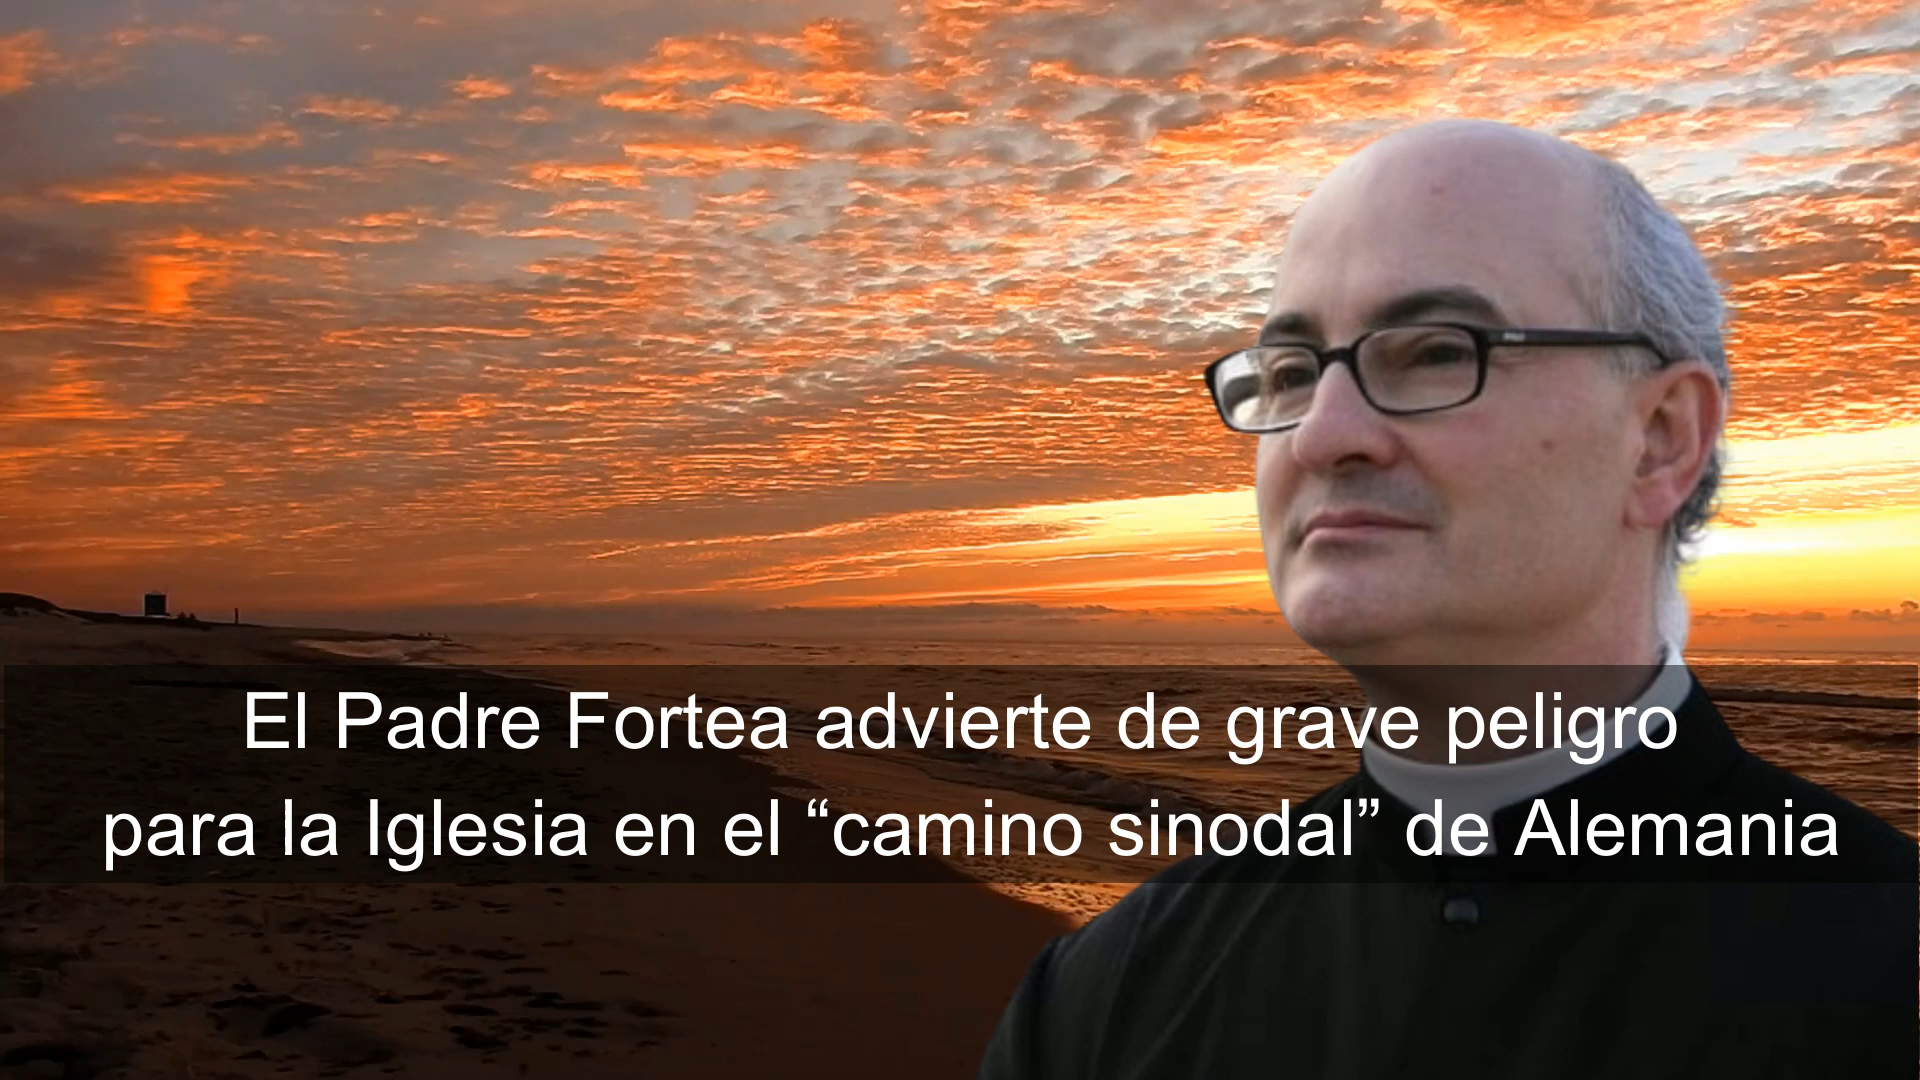 El Padre Fortea advierte de grave peligro
para la Iglesia en el “camino sinodal” de Alemania